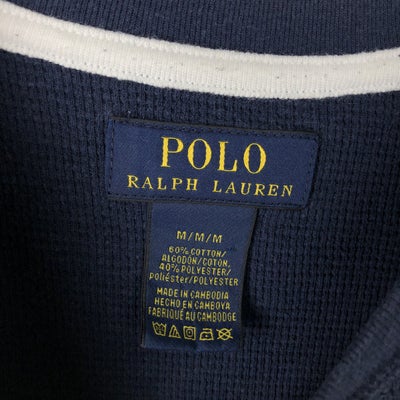 POLO
RALPH LAUREN
M/M/M
60% COTTON/
ALGODÓN/COTON,
40% POLYESTER/
poliéster/POLYESTER
MADE IN CAMBODIA
HECHO EN CAMBOYA
FABRIQUÉ AU CAMBODGE